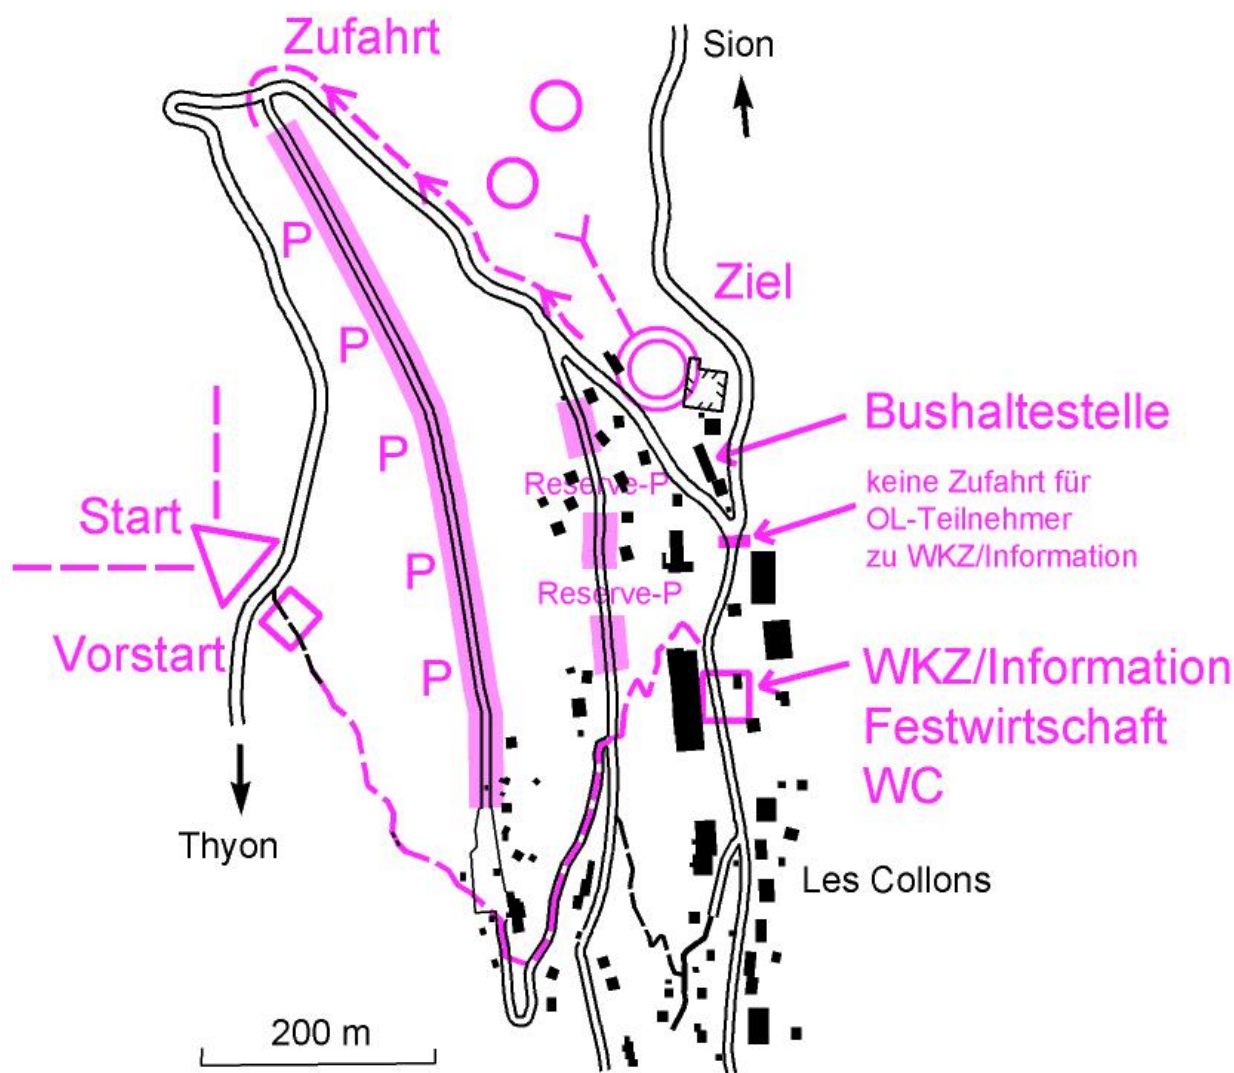 Zufahrt
Sion
P
Ziel
P
Bushaltestelle
P
Reserve-P
keine Zufahrt für
OL-Teilnehmer
zu WKZ/Information
Start
P
Reserve-P
Vorstart
P
WKZ/Information
Festwirtschaft
WC
Thyon
Les Collons
200 m